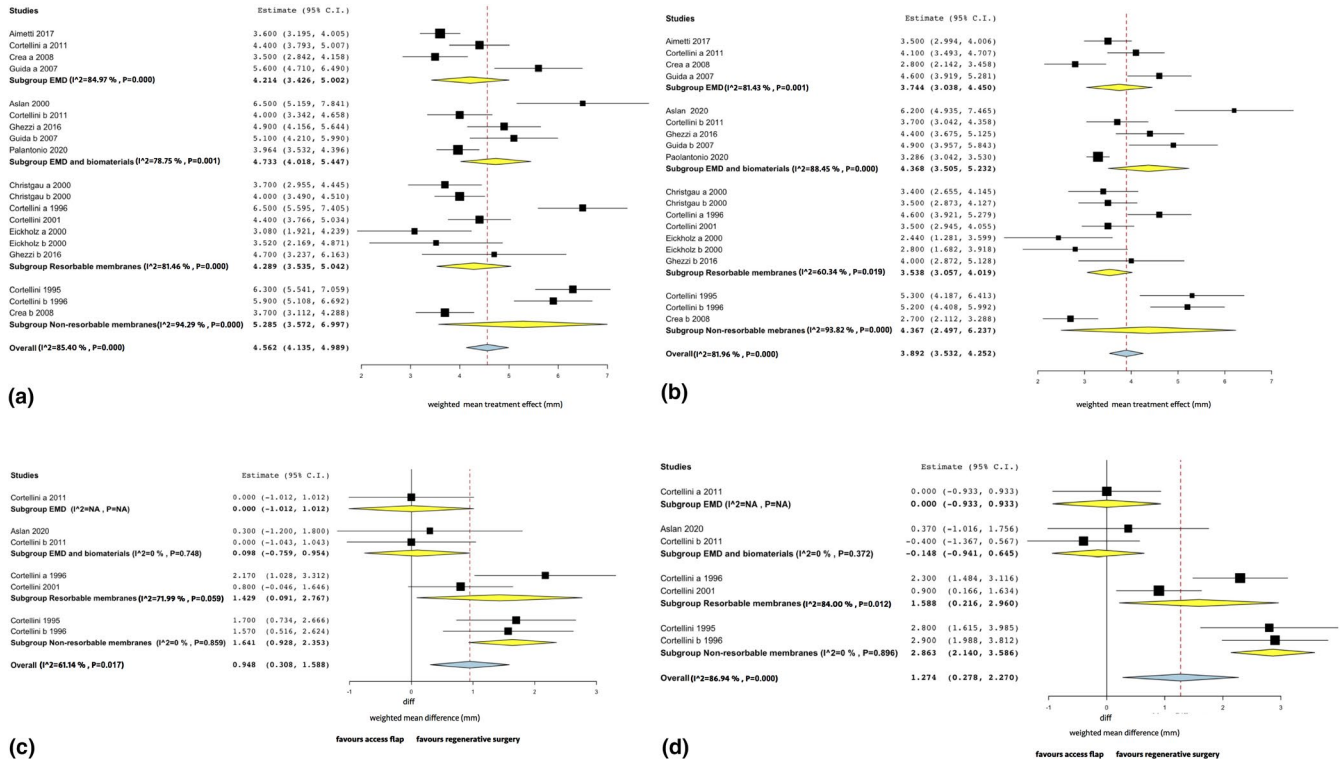 Studies Estimate (95% C.I.)
Aimetti 2017 3.600 (3.195, 4.005)
Cortellini a 2011 4.400 (3.793, 5.007)
Crea a 2008 3.500 (2.842, 4.158)
Guida a 2007 5.600 (4.710, 6.490)
Subgroup EMD (I^2=84.97 % , P=0.000) 4.214 (3.426, 5.002)
Aslan 2000 6.500 (5.159, 7.841)
Cortellini b 2011 4.000 (3.342, 4.658)
Ghezzi a 2016 4.900 (4.156, 5.644)
Guida b 2007 5.100 (4.210, 5.990)
Palantonio 2020 3.964 (3.532, 4.396)
Subgroup EMD and biomaterials (I^2=78.75 % , P=0.001) 4.733 (4.018, 5.447)
Christgau a 2000 3.700 (2.955, 4.445)
Christgau b 2000 4.000 (3.490, 4.510)
Cortellini a 1996 6.500 (5.595, 7.405)
Cortellini 2001 4.400 (3.766, 5.034)
Eickholz a 2000 3.080 (1.921, 4.239)
Eickholz b 2000 3.520 (2.169, 4.871)
Ghezzi b 2016 4.700 (3.237, 6.163)
Subgroup Resorbable membranes (I^2=81.46 % , P=0.000) 4.289 (3.535, 5.042)
Cortellini 1995 6.300 (5.541, 7.059)
Cortellini b 1996 5.900 (5.108, 6.692)
Crea b 2008 3.700 (3.112, 4.288)
Subgroup Non-resorbable membranes(I^2=94.29 % , P=0.000) 5.285 (3.572, 6.997)
Overall (I^2=85.40 % , P=0.000) 4.562 (4.135, 4.989)
2 3 4 5 6 7
weighted mean treatment effect (mm)
(a)
Studies Estimate (95% C.I.)
Aimetti 2017 3.500 (2.994, 4.006)
Cortellini a 2011 4.100 (3.493, 4.707)
Crea a 2008 2.800 (2.142, 3.458)
Guida a 2007 4.600 (3.919, 5.281)
Subgroup EMD (I^2=81.43 % , P=0.001) 3.744 (3.038, 4.450)
Aslan 2020 6.200 (4.935, 7.465)
Cortellini b 2011 3.700 (3.042, 4.358)
Ghezzi a 2016 4.400 (3.675, 5.125)
Guida b 2007 4.900 (3.957, 5.843)
Paolantonio 2020 3.286 (3.042, 3.530)
Subgroup EMD and biomaterials (I^2=88.45 % , P=0.000) 4.368 (3.505, 5.232)
Christgau a 2000 3.400 (2.655, 4.145)
Christgau b 2000 3.500 (2.873, 4.127)
Cortellini a 1996 4.600 (3.921, 5.279)
Cortellini 2001 3.500 (2.945, 4.055)
Eickholz a 2000 2.440 (1.281, 3.599)
Eickholz b 2000 2.800 (1.682, 3.918)
Ghezzi b 2016 4.000 (2.872, 5.128)
Subgroup Resorbable membranes (I^2=60.34 % , P=0.019) 3.538 (3.057, 4.019)
Cortellini 1995 5.300 (4.187, 6.413)
Cortellini b 1996 5.200 (4.408, 5.992)
Crea b 2008 2.700 (2.112, 3.288)
Subgroup Non-resorbable mebranes (I^2=93.82 % , P=0.000) 4.367 (2.497, 6.237)
Overall (I^2=81.96 % , P=0.000) 3.892 (3.532, 4.252)
2 3 4 5 6 7
weighted mean treatment effect (mm)
(b)
Studies Estimate (95% C.I.)
Cortellini a 2011 0.000 (-1.012, 1.012)
Subgroup EMD (I^2=NA , P=NA) 0.000 (-1.012, 1.012)
Aslan 2020 0.300 (-1.200, 1.800)
Cortellini b 2011 0.000 (-1.043, 1.043)
Subgroup EMD and biomaterials (I^2=0 % , P=0.748) 0.098 (-0.759, 0.954)
Cortellini a 1996 2.170 (1.028, 3.312)
Cortellini 2001 0.800 (-0.046, 1.646)
Subgroup Resorbable membranes (I^2=71.99 % , P=0.059) 1.429 (0.091, 2.767)
Cortellini 1995 1.700 (0.734, 2.666)
Cortellini b 1996 1.570 (0.516, 2.624)
Subgroup Non-resorbable membranes (I^2=0 % , P=0.859) 1.641 (0.928, 2.353)
Overall (I^2=61.14 % , P=0.017) 0.948 (0.308, 1.588)
-1 0 1 2 3
diff
weighted mean difference (mm)
favours access flap favours regenerative surgery
(c)
Studies Estimate (95% C.I.)
Cortellini a 2011 0.000 (-0.933, 0.933)
Subgroup EMD (I^2=NA , P=NA) 0.000 (-0.933, 0.933)
Aslan 2020 0.370 (-1.016, 1.756)
Cortellini b 2011 -0.400 (-1.367, 0.567)
Subgroup EMD and biomaterials (I^2=0 % , P=0.372) -0.148 (-0.941, 0.645)
Cortellini a 1996 2.300 (1.484, 3.116)
Cortellini 2001 0.900 (0.166, 1.634)
Subgroup Resorbable membranes (I^2=84.00 % , P=0.012) 1.588 (0.216, 2.960)
Cortellini 1995 2.800 (1.615, 3.985)
Cortellini b 1996 2.900 (1.988, 3.812)
Subgroup Non-resorbable membranes (I^2=0 % , P=0.896) 2.863 (2.140, 3.586)
Overall (I^2=86.94 % , P=0.000) 1.274 (0.278, 2.270)
-1 0 1 2 3
diff
weighted mean difference (mm)
favours access flap favours regenerative surgery
(d)